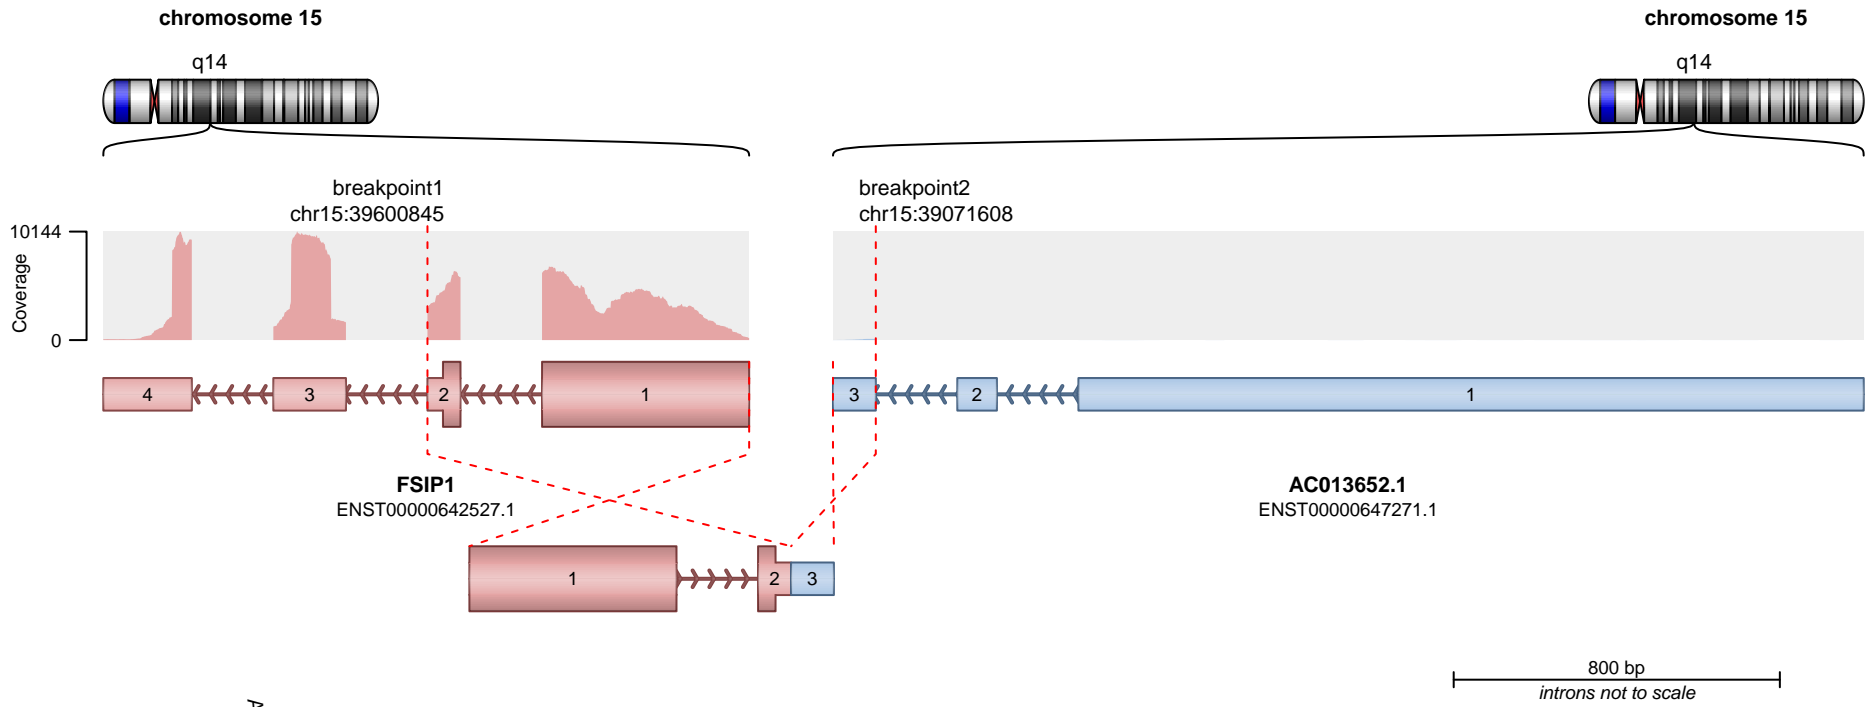 chromosome 15
chromosome 15
q14
q14
breakpoint1
chr15:39600845
breakpoint2
chr15:39071608
10144
Coverage
0
4
3
2
1
3
2
1
FSIP1
ENST00000642527.1
AC013652.1
ENST00000647271.1
1
2
3
800 bp
introns not to scale